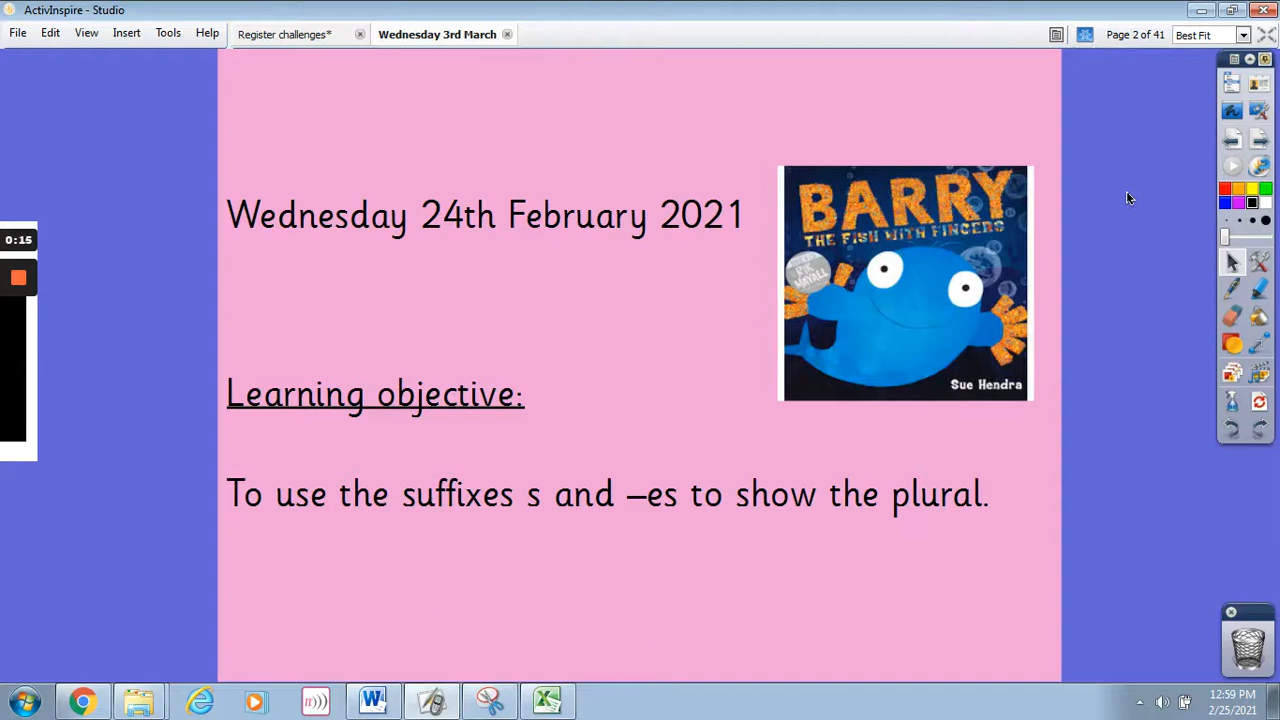 ActivInspire - Studio
File Edit View Insert Tools Help
Register challenges*
Wednesday 3rd March
Page 2 of 41
Best Fit
Wednesday 24th February 2021
BARRY
THE FISH WITH FINGERS
RIK
MAYALL
Sue Hendra
0:15
Learning objective:
To use the suffixes s and –es to show the plural.
12:59 PM
2/25/2021